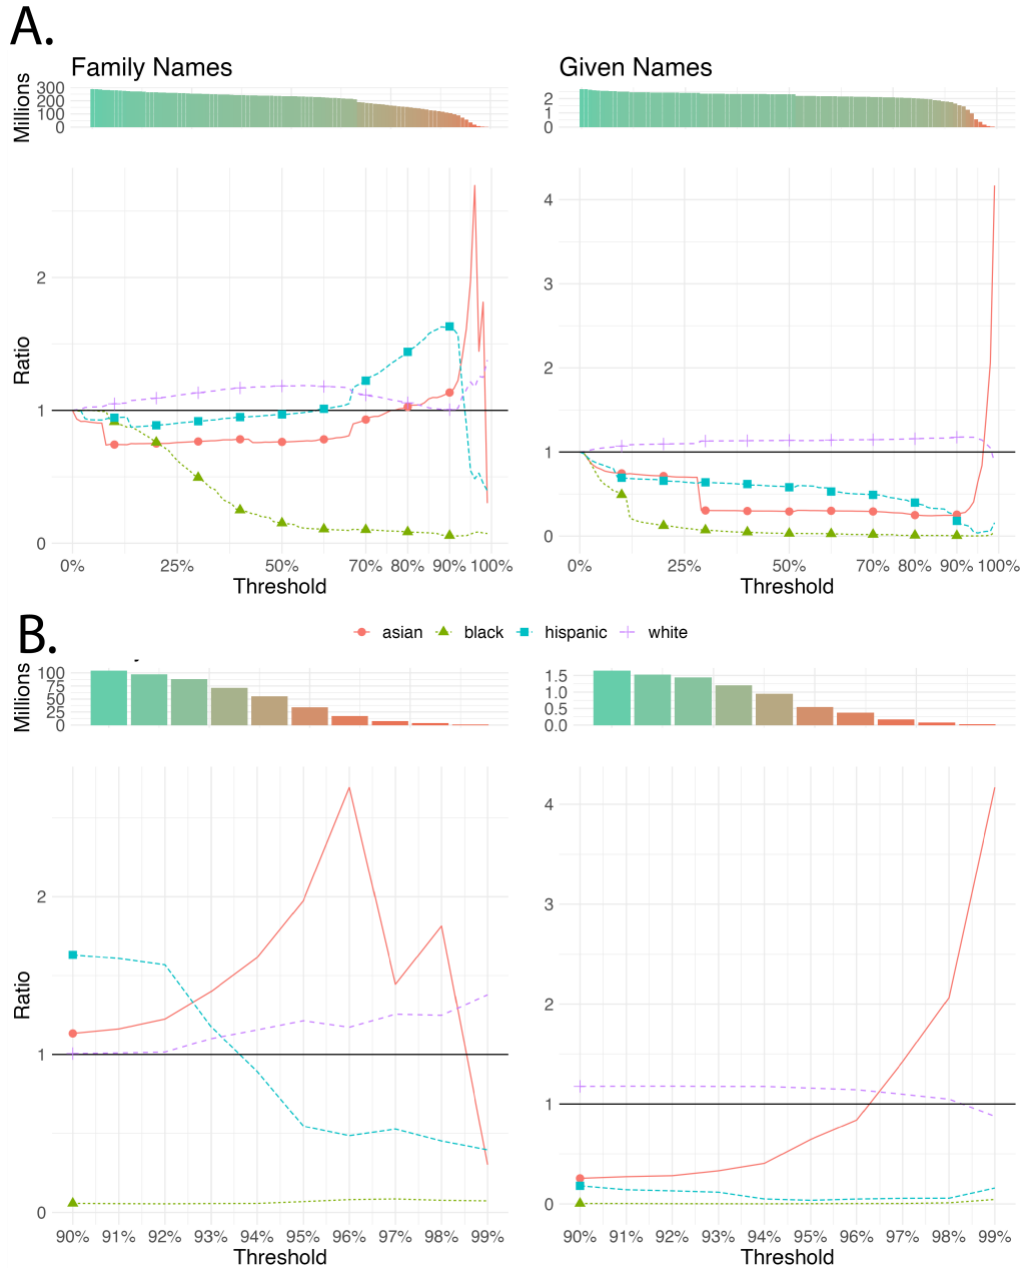 A.
Family Names Given Names
Millions 300 200 100 0 2 1 0
Ratio 2 1 0 4 3 2 1 0
0% 25% 50% 70% 80% 90% 100% 0% 25% 50% 70% 80% 90% 100%
Threshold Threshold
B. asian black hispanic white
Millions 100 75 50 25 0 1.5 1.0 0.5 0.0
Ratio 2 1 0 4 3 2 1 0
90% 91% 92% 93% 94% 95% 96% 97% 98% 99% 90% 91% 92% 93% 94% 95% 96% 97% 98% 99%
Threshold Threshold